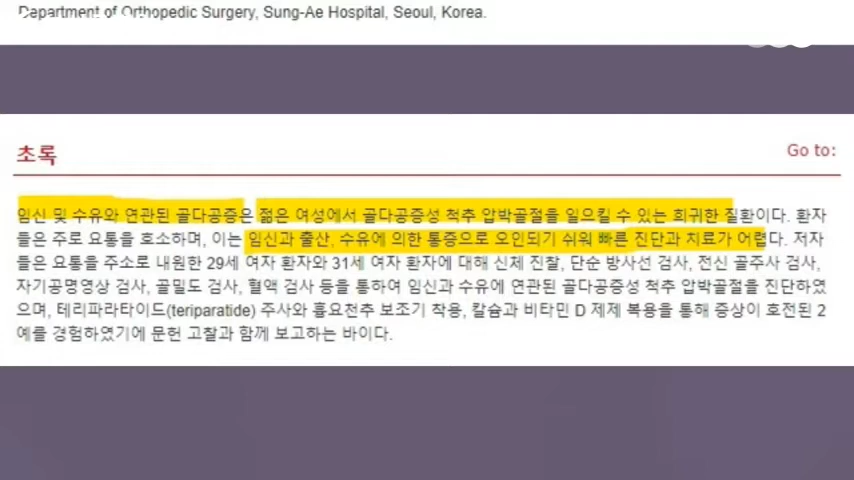 Department of Orthopedic Surgery, Sung-Ae Hospital, Seoul, Korea.
초록
Go to:
임신 및 수유와 연관된 골다공증은 젊은 여성에서 골다공증성 척추 압박골절을 일으킬 수 있는 희귀한 질환이다. 환자
들은 주로 요통을 호소하며, 이는 임신과 출산, 수유에 의한 통증으로 오인되기 쉬워 빠른 진단과 치료가 어렵다. 저자
들은 요통을 주소로 내원한 29세 여자 환자와 31세 여자 환자에 대해 신체 진찰, 단순 방사선 검사, 전신 골주사 검사,
자기공명영상 검사, 골밀도 검사, 혈액 검사 등을 통하여 임신과 수유에 연관된 골다공증성 척추 압박골절을 진단하였
으며, 테리파라타이드(teriparatide) 주사와 흉요천추 보조기 착용, 칼슘과 비타민 D 제제 복용을 통해 증상이 호전된 2
예를 경험하였기에 문헌 고찰과 함께 보고하는 바이다.